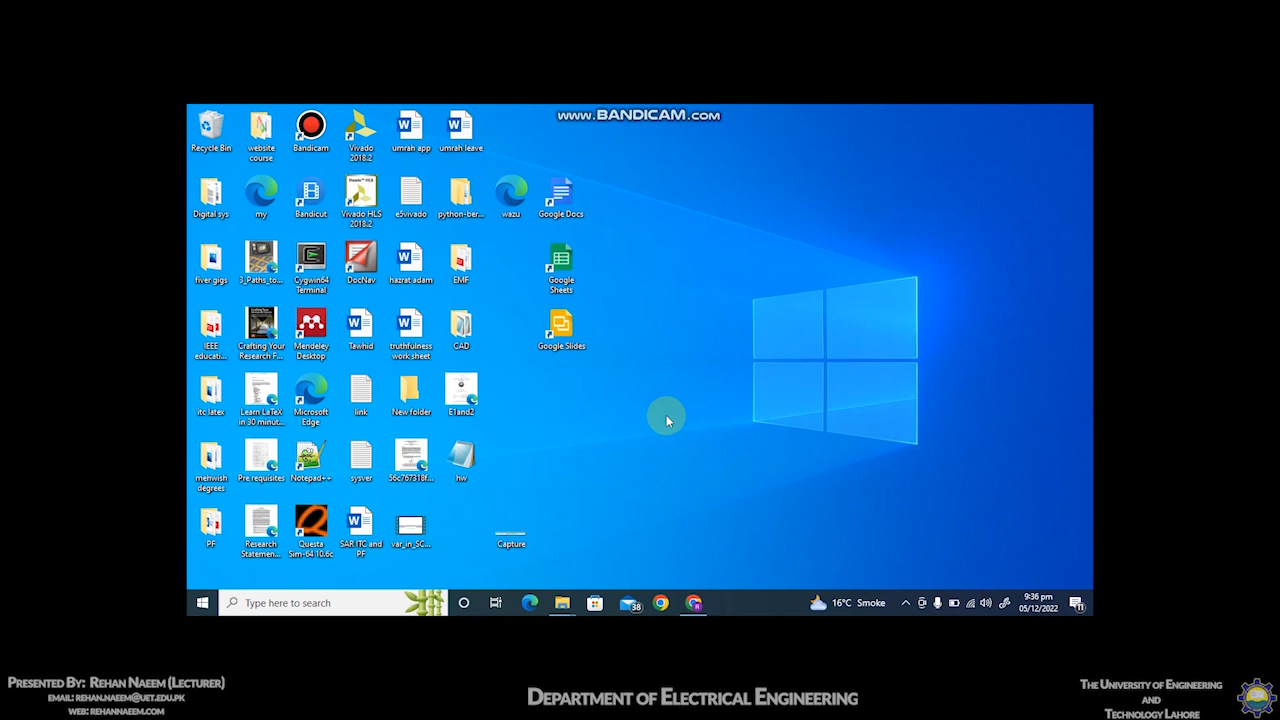 www.BANDICAM.com
Recycle Bin
website
course
Bandicam
Vivado
2018.2
umrah app
umrah leave
Digital sys
my
Bandicut
Vivado HLS
2018.2
e5vivado
python-ber...
wazu
Google Docs
fiver gigs
3_Paths_to...
Cygwin64
Terminal
DocNav
hazrat adam
EMF
Google
Sheets
IEEE
educati...
Crafting Your
Research F...
Mendeley
Desktop
Tawhid
truthfulness
work sheet
CAD
Google Slides
itc latex
Learn LaTeX
in 30 minut...
Microsoft
Edge
link
New folder
E1and2
mehwish
degrees
Pre requisites
Notepad++
sysver
56c767318f...
hw
PF
Research
Statemen...
Questa
Sim-64 10.6c
SAR ITC and
PF
var_in_SC...
Capture
Type here to search
38
16°C Smoke
9:36 pm
05/12/2022
11
Presented By: Rehan Naeem (Lecturer)
email: rehan.naeem@uet.edu.pk
web: rehannaeem.com
Department of Electrical Engineering
The University of Engineering
and
Technology Lahore